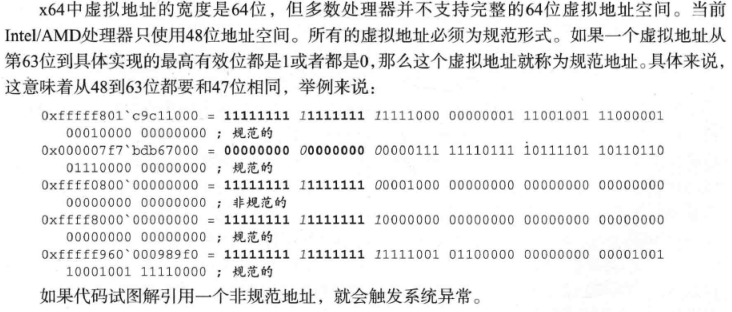 x64中虚拟地址的宽度是64位，但多数处理器并不支持完整的64位虚拟地址空间。当前
Intel/AMD处理器只使用48位地址空间。所有的虚拟地址必须为规范形式。如果一个虚拟地址从
第63位到具体实现的最高有效位都是1或者都是0，那么这个虚拟地址就称为规范地址。具体来说，
这意味着从48到63位都要和47位相同，举例来说：
0xfffff801`c9c11000 = 11111111 11111111 11111000 00000001 11001001 11000001
00010000 00000000 ; 规范的
0x000007f7`bdb67000 = 00000000 00000000 00000111 11110111 10111101 10110110
01110000 00000000 ; 规范的
0xffff0800`00000000 = 11111111 11111111 00001000 00000000 00000000 00000000
00000000 00000000 ; 非规范的
0xffff8000`00000000 = 11111111 11111111 10000000 00000000 00000000 00000000
00000000 00000000 ; 规范的
0xfffff960`000989f0 = 11111111 11111111 11111001 01100000 00000000 00001001
10001001 11110000 ; 规范的
如果代码试图解引用一个非规范地址，就会触发系统异常。